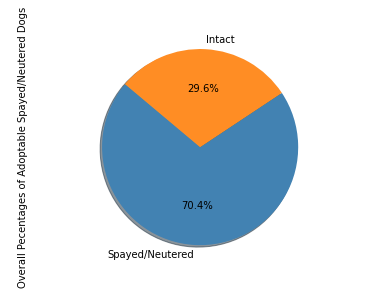 Overall Pecentages of Adoptable Spayed/Neutered Dogs
Intact
29.6%
70.4%
Spayed/Neutered